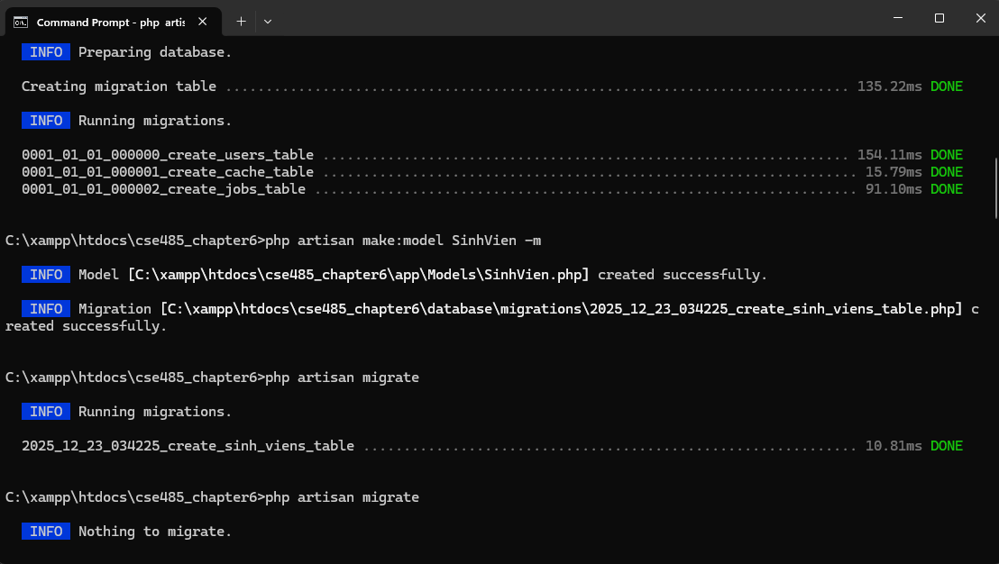 Command Prompt - php  artis
INFO  Preparing database.
Creating migration table ............................................................................. 135.22ms DONE
INFO  Running migrations.
0001_01_01_000000_create_users_table ................................................................. 154.11ms DONE
0001_01_01_000001_create_cache_table .................................................................. 15.79ms DONE
0001_01_01_000002_create_jobs_table ................................................................... 91.10ms DONE
C:\xampp\htdocs\cse485_chapter6>php artisan make:model SinhVien -m
INFO  Model [C:\xampp\htdocs\cse485_chapter6\app\Models\SinhVien.php] created successfully.
INFO  Migration [C:\xampp\htdocs\cse485_chapter6\database\migrations\2025_12_23_034225_create_sinh_viens_table.php] c
reated successfully.
C:\xampp\htdocs\cse485_chapter6>php artisan migrate
INFO  Running migrations.
2025_12_23_034225_create_sinh_viens_table ............................................................. 10.81ms DONE
C:\xampp\htdocs\cse485_chapter6>php artisan migrate
INFO  Nothing to migrate.